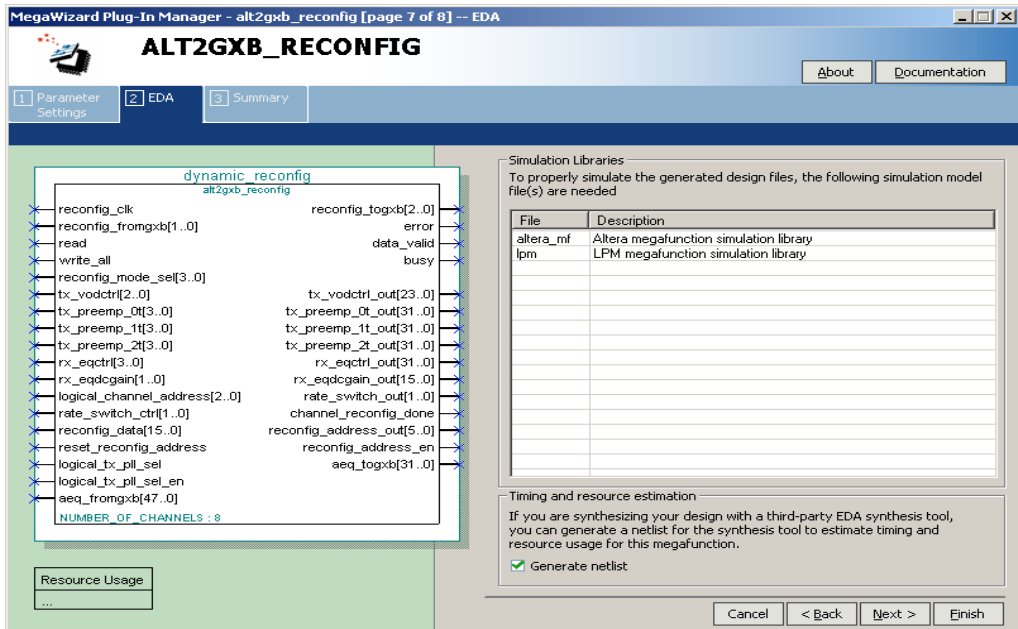 MegaWizard Plug-In Manager - alt2gxb_reconfig [page 7 of 8] -- EDA
ALT2GXB_RECONFIG
About
Documentation
1 Parameter Settings
2 EDA
3 Summary
dynamic_reconfig
alt2gxb_reconfig
reconfig_clk
reconfig_fromgxb[1..0]
read
write_all
reconfig_mode_sel[3..0]
tx_vodctrl[2..0]
tx_preemp_0t[3..0]
tx_preemp_1t[3..0]
tx_preemp_2t[3..0]
rx_eqctrl[3..0]
rx_eqdcgain[1..0]
logical_channel_address[2..0]
rate_switch_ctrl[1..0]
reconfig_data[15..0]
reset_reconfig_address
logical_tx_pll_sel
logical_tx_pll_sel_en
aeq_fromgxb[47..0]
reconfig_togxb[2..0]
error
data_valid
busy
tx_vodctrl_out[23..0]
tx_preemp_0t_out[31..0]
tx_preemp_1t_out[31..0]
tx_preemp_2t_out[31..0]
rx_eqctrl_out[31..0]
rx_eqdcgain_out[15..0]
rate_switch_out[1..0]
channel_reconfig_done
reconfig_address_out[5..0]
reconfig_address_en
aeq_togxb[31..0]
NUMBER_OF_CHANNELS : 8
Resource Usage
...
Simulation Libraries
To properly simulate the generated design files, the following simulation model
file(s) are needed
File Description
altera_mf Altera megafunction simulation library
lpm LPM megafunction simulation library
Timing and resource estimation
If you are synthesizing your design with a third-party EDA synthesis tool,
you can generate a netlist for the synthesis tool to estimate timing and
resource usage for this megafunction.
Generate netlist
Cancel
< Back
Next >
Finish